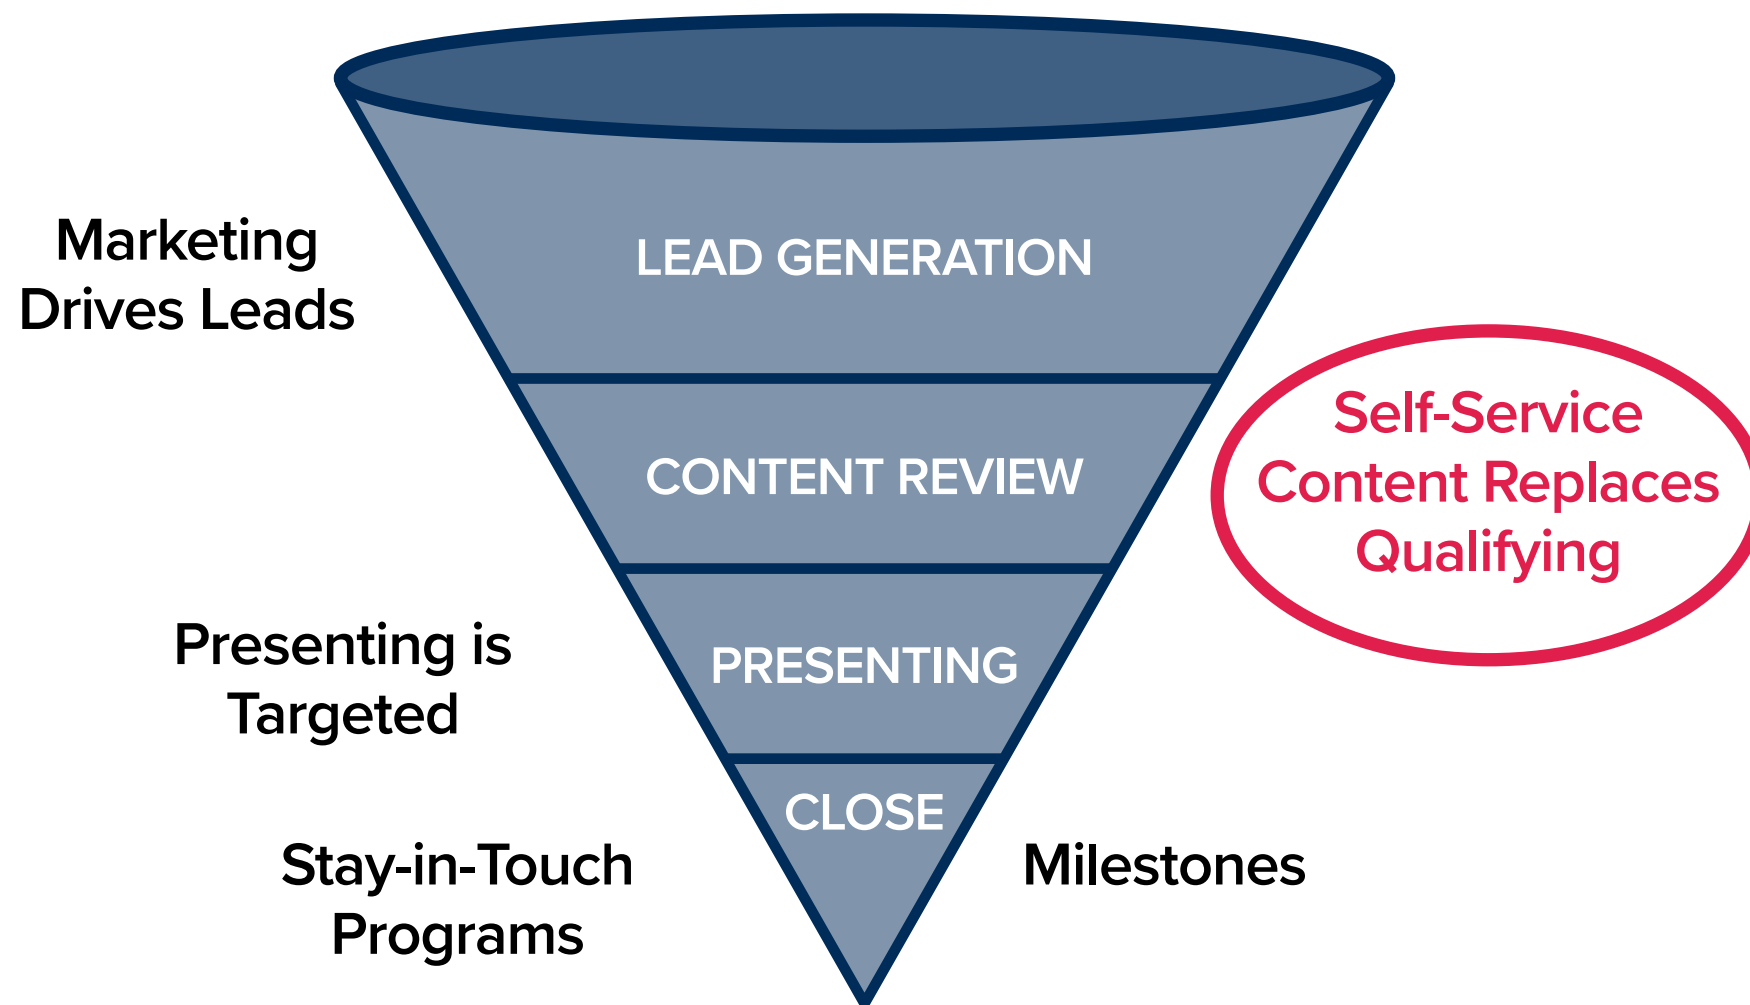 Marketing
Drives Leads
LEAD GENERATION
Self-Service
Content Replaces
Qualifying
CONTENT REVIEW
Presenting is
Targeted
PRESENTING
CLOSE
Stay-in-Touch
Programs
Milestones